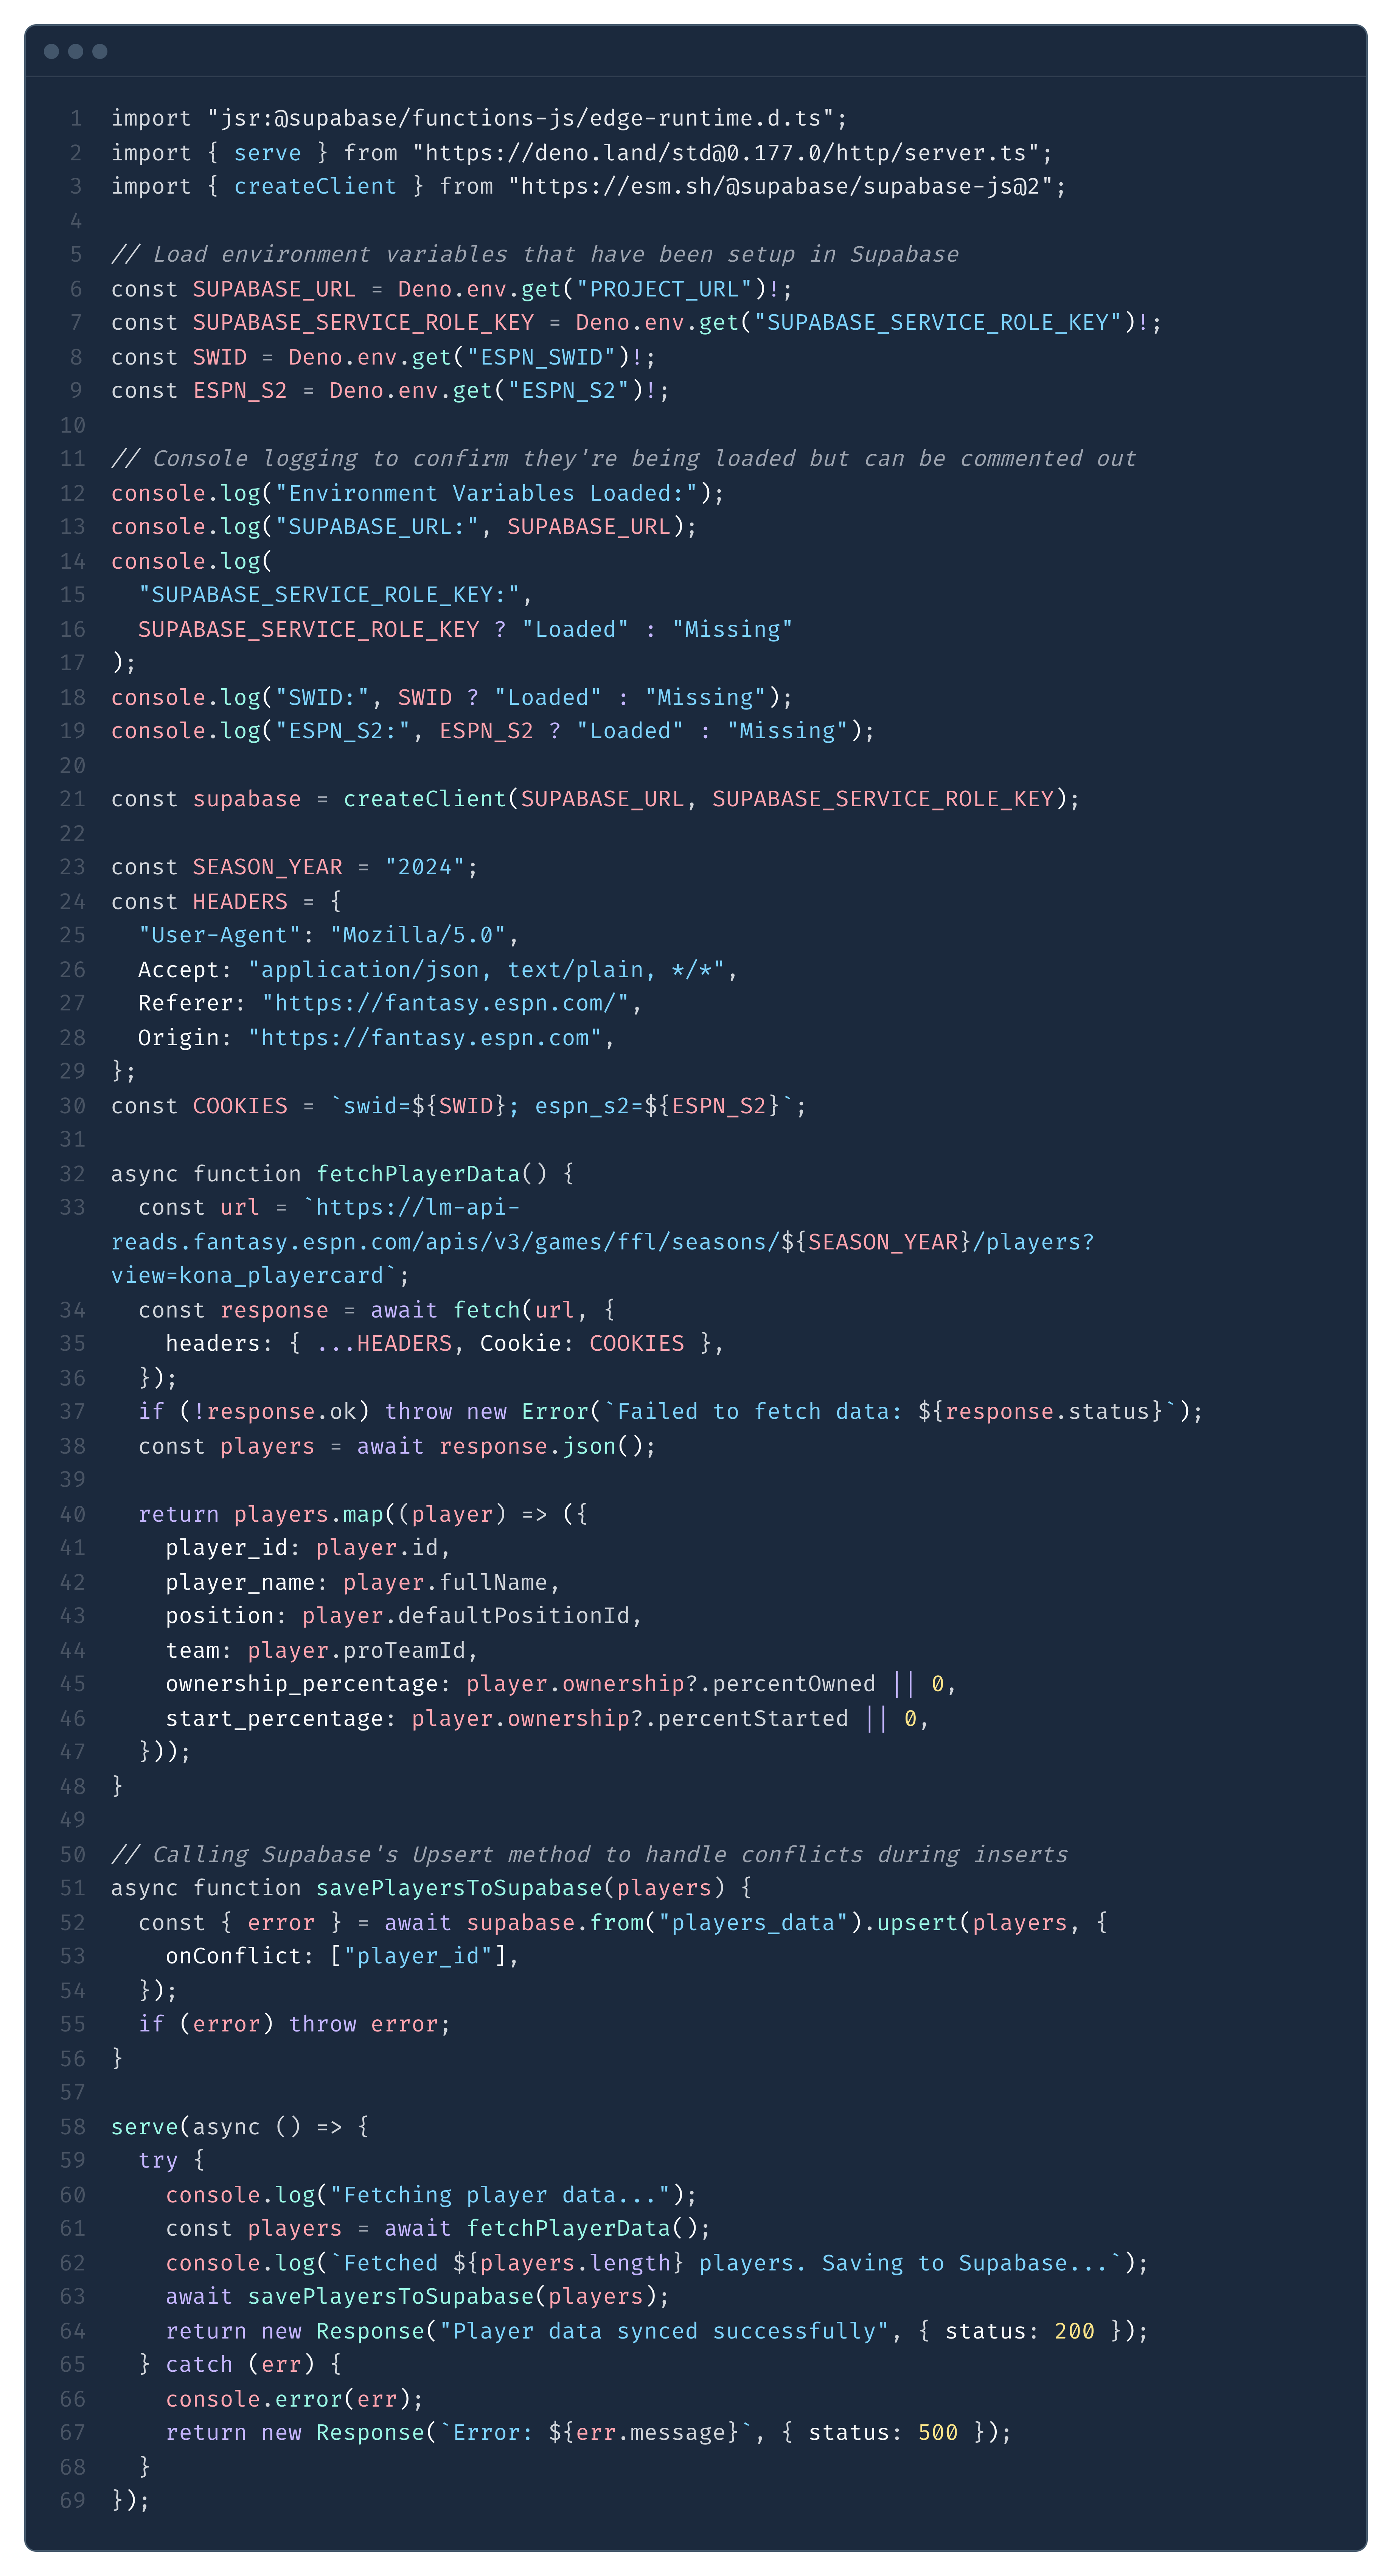 1 import "jsr:@supabase/functions-js/edge-runtime.d.ts";
2 import { serve } from "https://deno.land/std@0.177.0/http/server.ts";
3 import { createClient } from "https://esm.sh/@supabase/supabase-js@2";
4
5 // Load environment variables that have been setup in Supabase
6 const SUPABASE_URL = Deno.env.get("PROJECT_URL")!;
7 const SUPABASE_SERVICE_ROLE_KEY = Deno.env.get("SUPABASE_SERVICE_ROLE_KEY")!;
8 const SWID = Deno.env.get("ESPN_SWID")!;
9 const ESPN_S2 = Deno.env.get("ESPN_S2")!;
10
11 // Console logging to confirm they're being loaded but can be commented out
12 console.log("Environment Variables Loaded:");
13 console.log("SUPABASE_URL:", SUPABASE_URL);
14 console.log(
15   "SUPABASE_SERVICE_ROLE_KEY:",
16   SUPABASE_SERVICE_ROLE_KEY ? "Loaded" : "Missing"
17 );
18 console.log("SWID:", SWID ? "Loaded" : "Missing");
19 console.log("ESPN_S2:", ESPN_S2 ? "Loaded" : "Missing");
20
21 const supabase = createClient(SUPABASE_URL, SUPABASE_SERVICE_ROLE_KEY);
22
23 const SEASON_YEAR = "2024";
24 const HEADERS = {
25   "User-Agent": "Mozilla/5.0",
26   Accept: "application/json, text/plain, */*",
27   Referer: "https://fantasy.espn.com/",
28   Origin: "https://fantasy.espn.com",
29 };
30 const COOKIES = `swid=${SWID}; espn_s2=${ESPN_S2}`;
31
32 async function fetchPlayerData() {
33   const url = `https://lm-api-
reads.fantasy.espn.com/apis/v3/games/ffl/seasons/${SEASON_YEAR}/players?
view=kona_playercard`;
34   const response = await fetch(url, {
35     headers: { ...HEADERS, Cookie: COOKIES },
36   });
37   if (!response.ok) throw new Error(`Failed to fetch data: ${response.status}`);
38   const players = await response.json();
39
40   return players.map((player) => ({
41     player_id: player.id,
42     player_name: player.fullName,
43     position: player.defaultPositionId,
44     team: player.proTeamId,
45     ownership_percentage: player.ownership?.percentOwned || 0,
46     start_percentage: player.ownership?.percentStarted || 0,
47   }));
48 }
49
50 // Calling Supabase's Upsert method to handle conflicts during inserts
51 async function savePlayersToSupabase(players) {
52   const { error } = await supabase.from("players_data").upsert(players, {
53     onConflict: ["player_id"],
54   });
55   if (error) throw error;
56 }
57
58 serve(async () => {
59   try {
60     console.log("Fetching player data...");
61     const players = await fetchPlayerData();
62     console.log(`Fetched ${players.length} players. Saving to Supabase...`);
63     await savePlayersToSupabase(players);
64     return new Response("Player data synced successfully", { status: 200 });
65   } catch (err) {
66     console.error(err);
67     return new Response(`Error: ${err.message}`, { status: 500 });
68   }
69 });